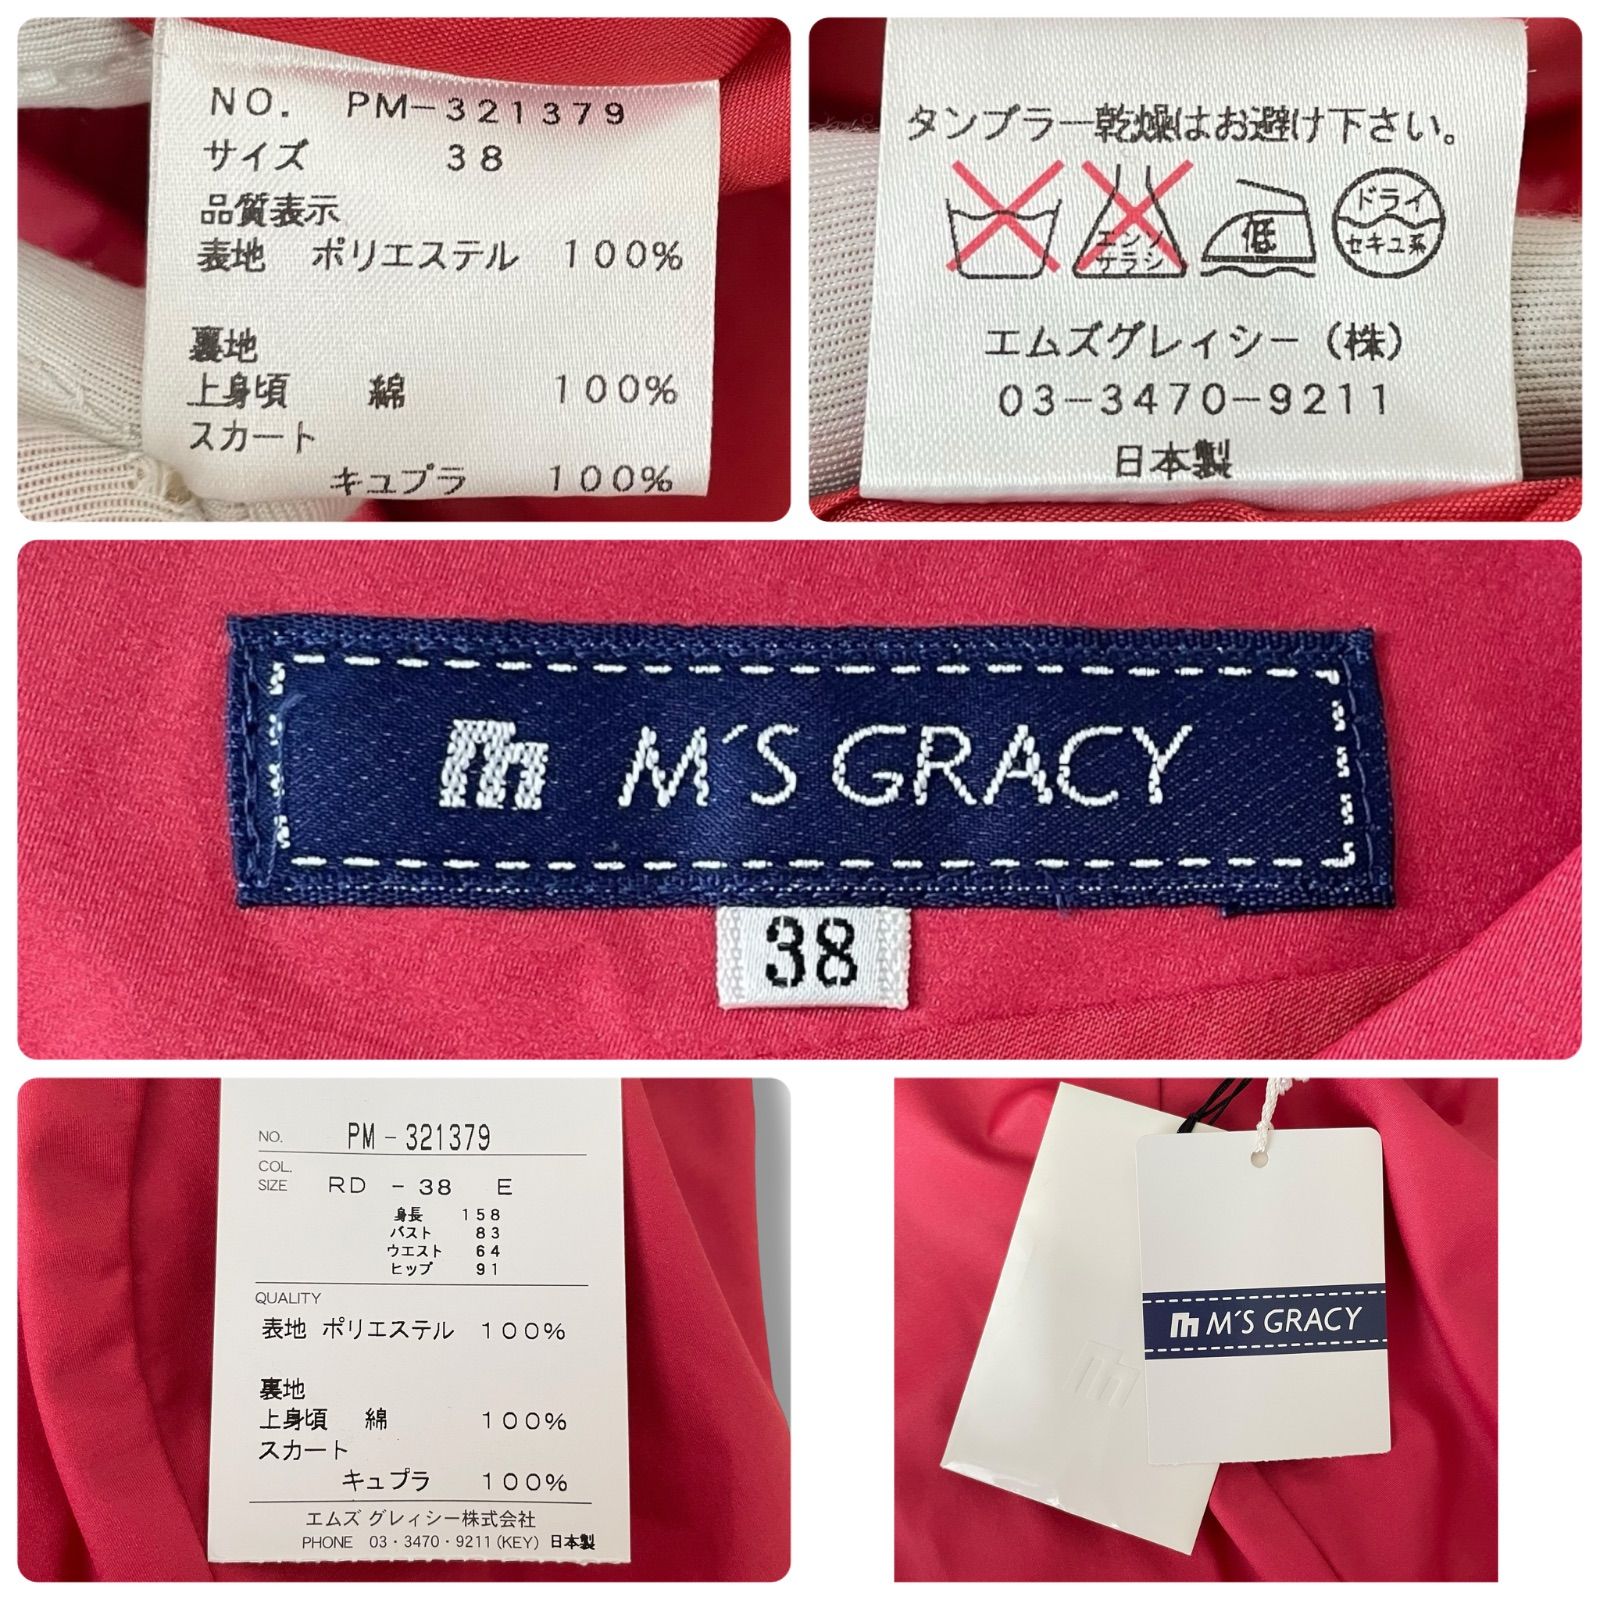 NO. PM-321379
サイズ 38
品質表示
表地 ポリエステル 100%
裏地
上身頃 綿 100%
スカート
キュプラ 100%
タンブラー乾燥はお避け下さい。
エンソ
サラシ
低
ドライ
セキユ系
エムズグレィシー(株)
03-3470-9211
日本製
M'S GRACY
38
NO. PM-321379
COL.
SIZE RD -38 E
身長 158
バスト 83
ウエスト 64
ヒップ 91
QUALITY
表地 ポリエステル 100%
裏地
上身頃 綿 100%
スカート
キュプラ 100%
エムズ グレィシー株式会社
PHONE 03・3470・9211(KEY) 日本製
M'S GRACY